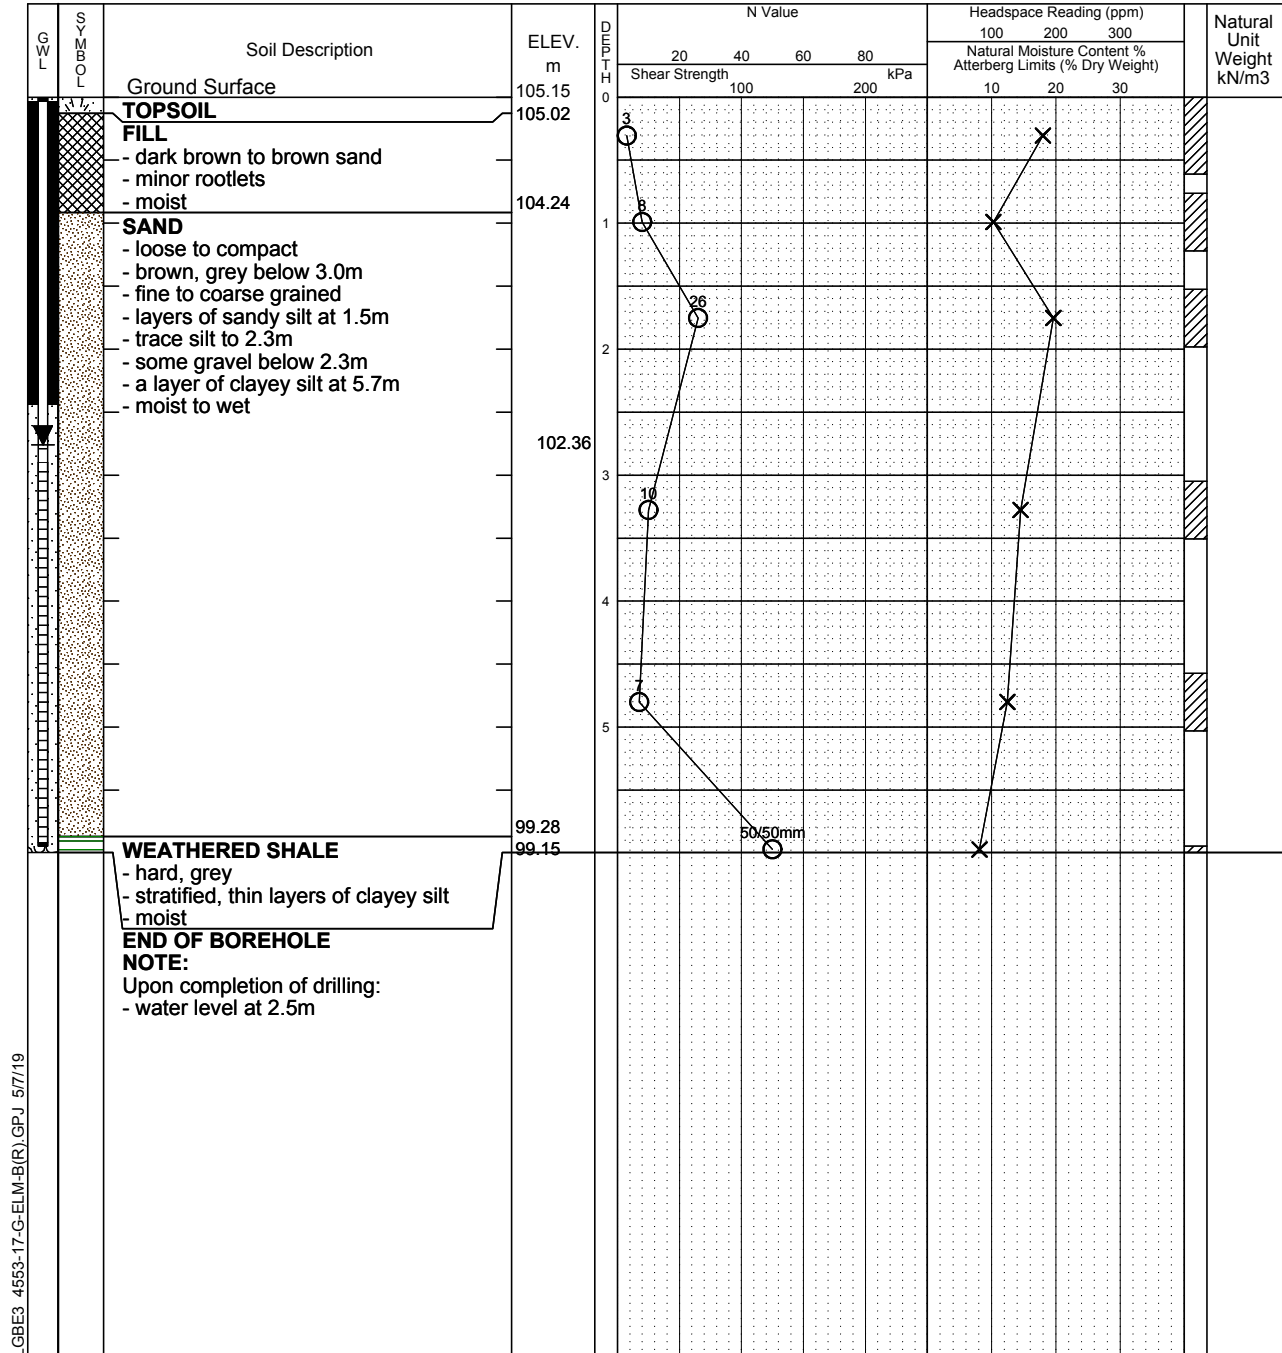 GWL
SYMBOL
Soil Description
ELEV.
m
DEPTH
N Value
20 40 60 80
Shear Strength kPa
100 200
Headspace Reading (ppm)
100 200 300
Natural Moisture Content %
Atterberg Limits (% Dry Weight)
10 20 30
Natural
Unit
Weight
kN/m3
Ground Surface
105.15
0
TOPSOIL
105.02
FILL
3
- dark brown to brown sand
- minor rootlets
- moist
104.24
8
SAND
1
- loose to compact
- brown, grey below 3.0m
- fine to coarse grained
26
- layers of sandy silt at 1.5m
- trace silt to 2.3m
2
- some gravel below 2.3m
- a layer of clayey silt at 5.7m
- moist to wet
102.36
3
10
4
7
5
99.28
50/50mm
WEATHERED SHALE
99.15
- hard, grey
- stratified, thin layers of clayey silt
- moist
END OF BOREHOLE
NOTE:
Upon completion of drilling:
- water level at 2.5m
LGBE3 4553-17-G-ELM-B(R).GPJ 5/7/19